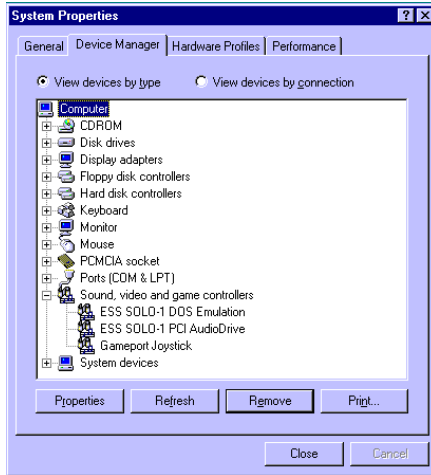 System Properties
General Device Manager Hardware Profiles Performance
View devices by type View devices by connection
Computer
CDROM
Disk drives
Display adapters
Floppy disk controllers
Hard disk controllers
Keyboard
Monitor
Mouse
PCMCIA socket
Ports (COM & LPT)
Sound, video and game controllers
ESS SOLO-1 DOS Emulation
ESS SOLO-1 PCI AudioDrive
Gameport Joystick
System devices
Properties Refresh Remove Print...
Close Cancel